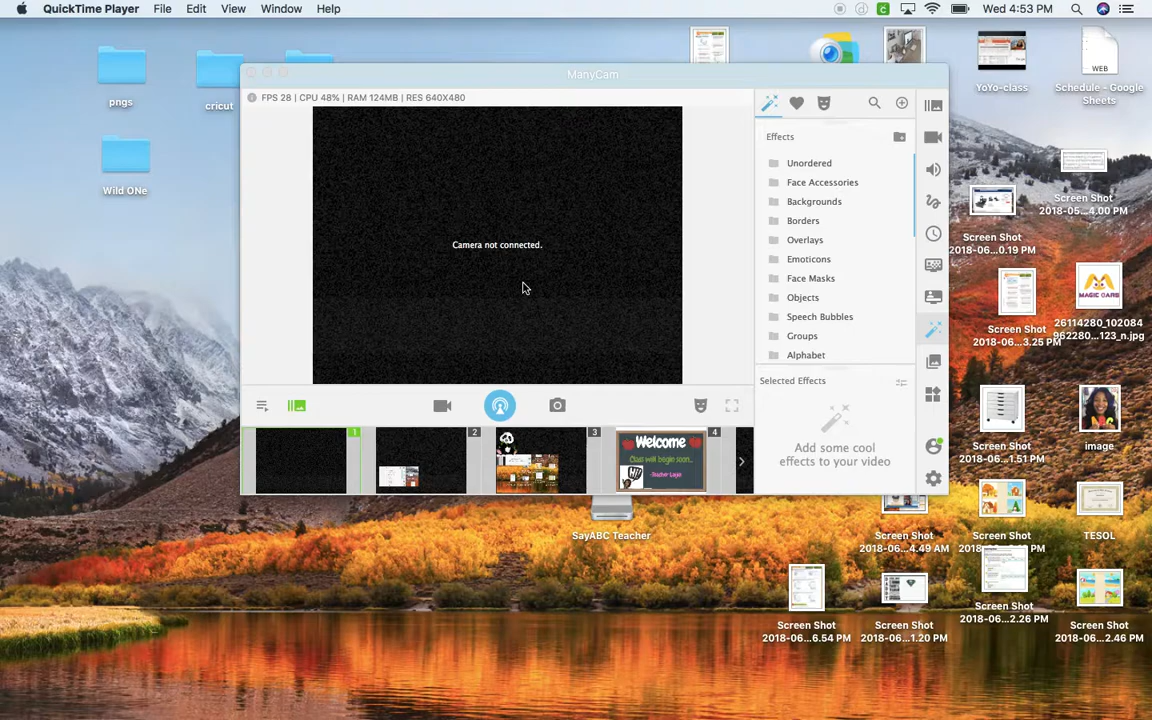 QuickTime Player File Edit View Window Help
Wed 4:53 PM
pngs
cricut
Wild ONe
ManyCam
FPS 28 | CPU 48% | RAM 124MB | RES 640X480
Camera not connected.
1
2
3
4
Welcome
Class will begin soon...
HI!
Effects
Unordered
Face Accessories
Backgrounds
Borders
Overlays
Emoticons
Face Masks
Objects
Speech Bubbles
Groups
Alphabet
Selected Effects
Add some cool
effects to your video
SayABC Teacher
YoYo-class
WEB
Schedule - Google
Sheets
Screen Shot
2018-05...4.00 PM
Screen Shot
2018-06...0.19 PM
Screen Shot
2018-06...3.25 PM
MAGIC CARS
26114280_102084
962280...123_n.jpg
Screen Shot
2018-06...1.51 PM
image
Screen Shot
2018-06...4.49 AM
Screen Shot
TESOL
Screen Shot
2018-06...6.54 PM
Screen Shot
2018-06...1.20 PM
Screen Shot
2018-06...2.26 PM
Screen Shot
2018-06...2.46 PM